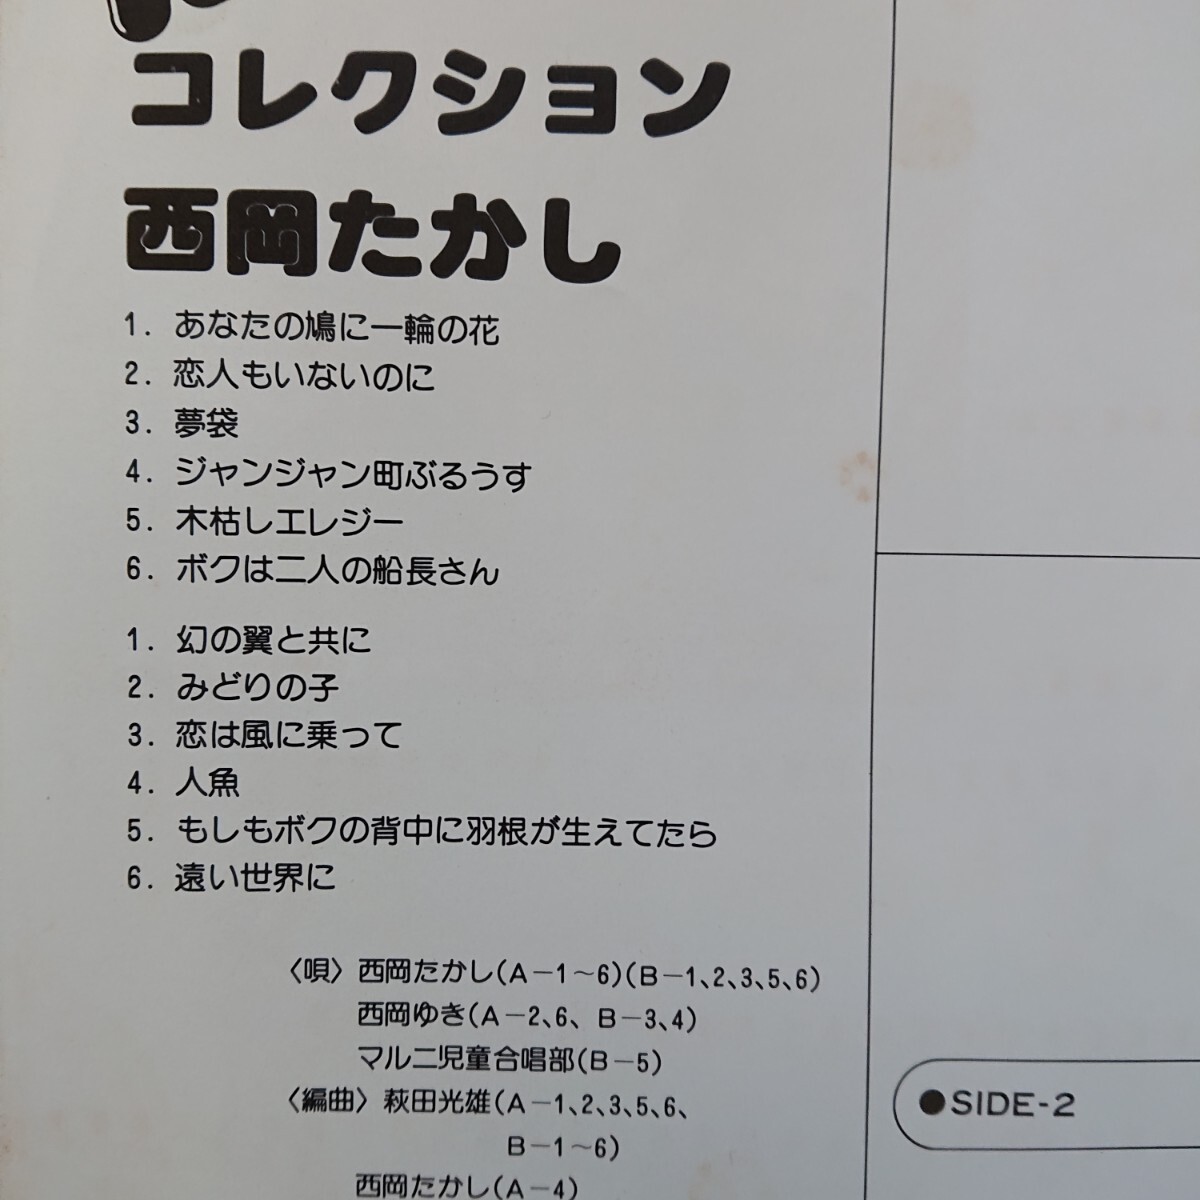 コレクション
西岡たかし
1. あなたの鳩に一輪の花
2. 恋人もいないのに
3. 夢袋
4. ジャンジャン町ぶるうす
5. 木枯しエレジー
6. ボクは二人の船長さん
1. 幻の翼と共に
2. みどりの子
3. 恋は風に乗って
4. 人魚
5. もしもボクの背中に羽根が生えてたら
6. 遠い世界に
〈唄〉西岡たかし(A－1～6)(B－1、2、3、5、6)
西岡ゆき(A－2、6、B－3、4)
マルニ児童合唱部(B－5)
〈編曲〉萩田光雄(A－1、2、3、5、6、
B－1～6)
西岡たかし(A－4)
●SIDE-2